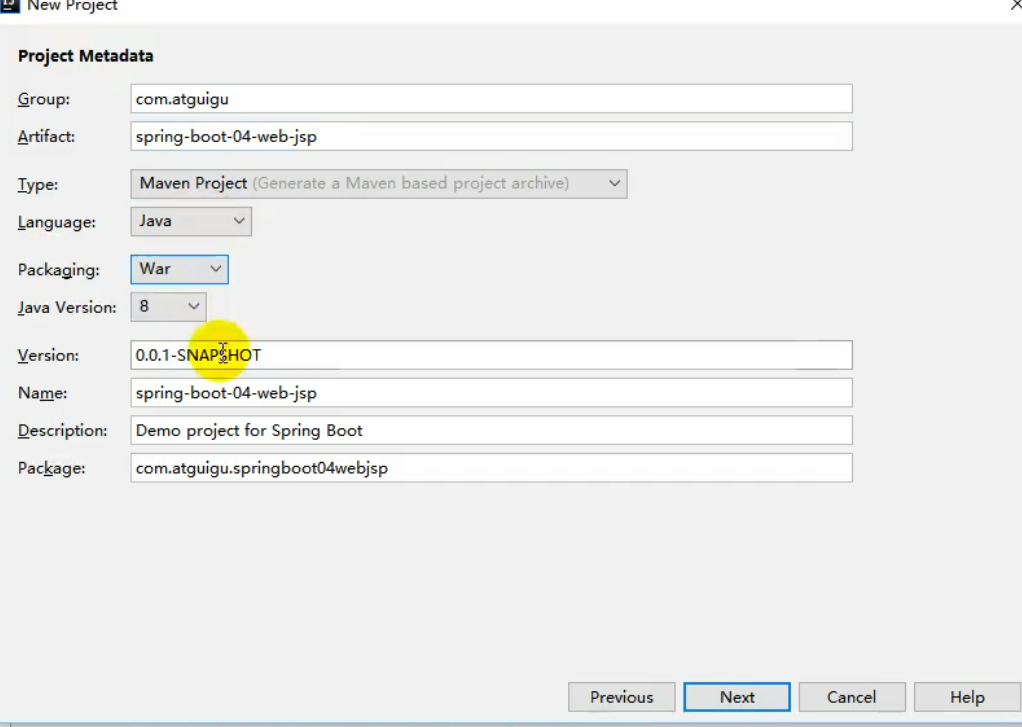 New Project
Project Metadata
Group: com.atguigu
Artifact: spring-boot-04-web-jsp
Type: Maven Project (Generate a Maven based project archive)
Language: Java
Packaging: War
Java Version: 8
Version: 0.0.1-SNAPSHOT
Name: spring-boot-04-web-jsp
Description: Demo project for Spring Boot
Package: com.atguigu.springboot04webjsp
Previous Next Cancel Help